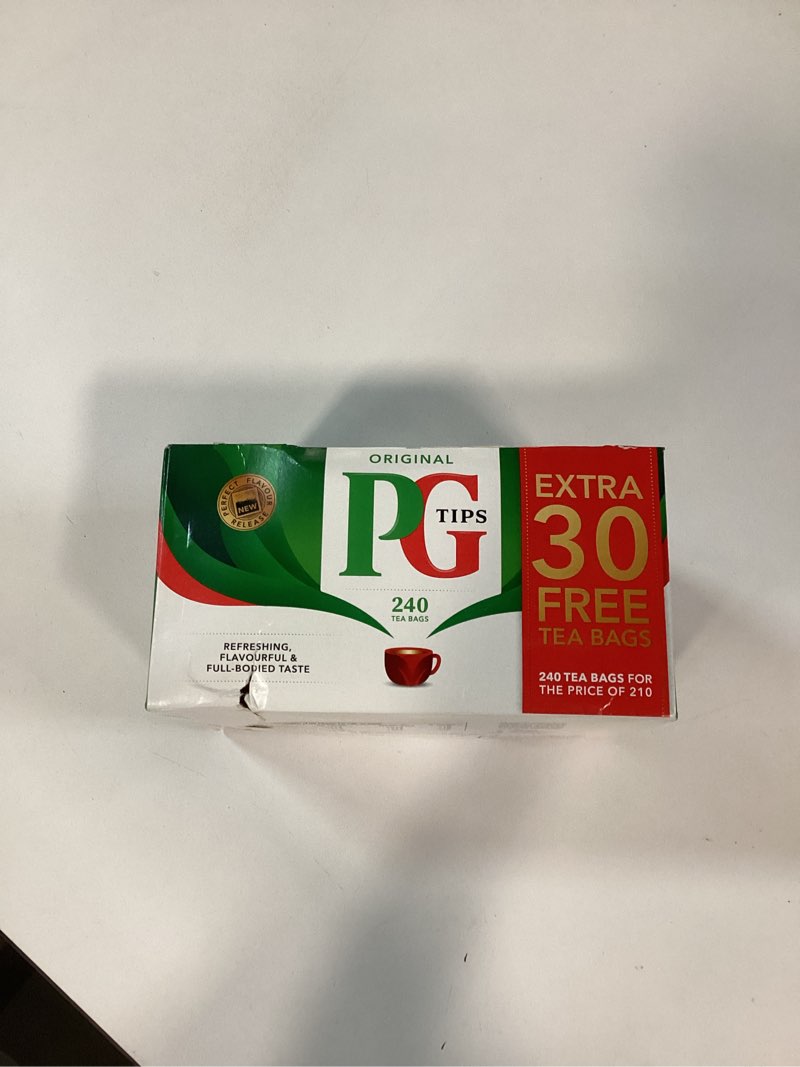 ORIGINAL
PG
TIPS
240
TEA BAGS
PERFECT FLAVOUR
NEW
RELEASE
REFRESHING,
FLAVOURFUL &
FULL-BODIED TASTE
EXTRA
30
FREE
TEA BAGS
240 TEA BAGS FOR
THE PRICE OF 210